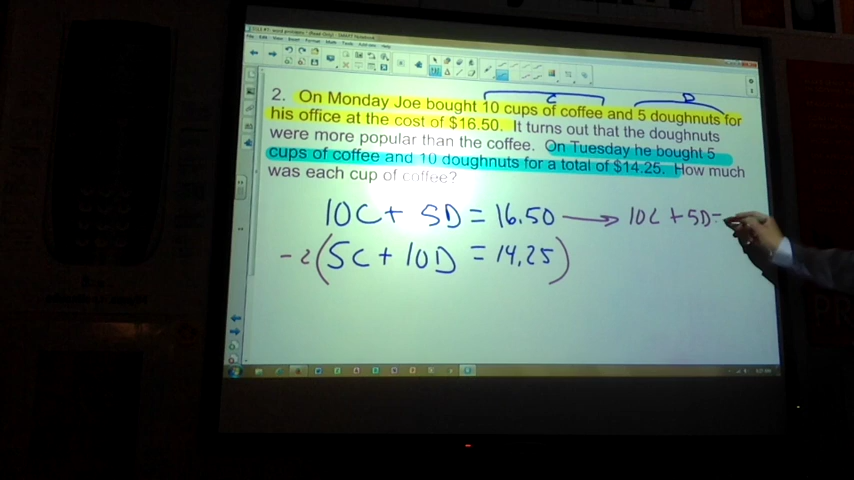 C D
2. On Monday Joe bought 10 cups of coffee and 5 doughnuts for
his office at the cost of $16.50. It turns out that the doughnuts
were more popular than the coffee. On Tuesday he bought 5
cups of coffee and 10 doughnuts for a total of $14.25. How much
was each cup of coffee?
10C + 5D = 16.50 → 10C + 5D =
-2(5C + 10D = 14.25)